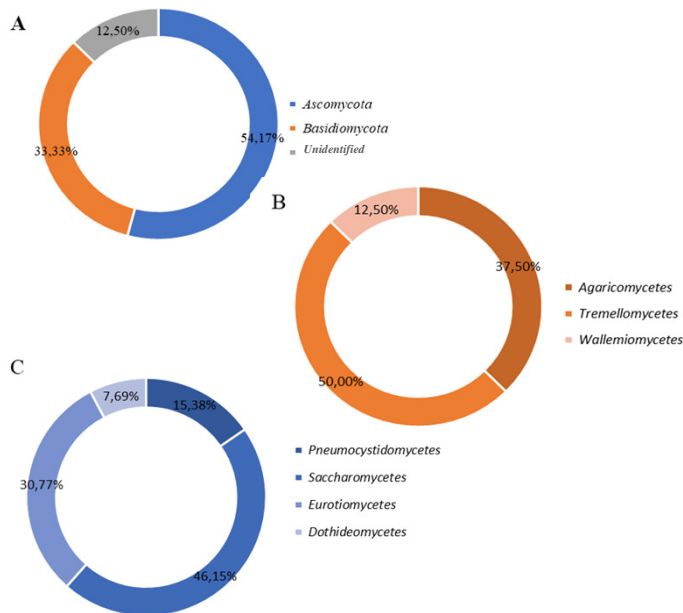 A
12,50%
54,17%
33,33%
Ascomycota
Basidiomycota
Unidentified
B
12,50%
37,50%
50,00%
Agaricomycetes
Tremellomycetes
Wallemiomycetes
C
7,69%
15,38%
30,77%
46,15%
Pneumocystidomycetes
Saccharomycetes
Eurotiomycetes
Dothideomycetes